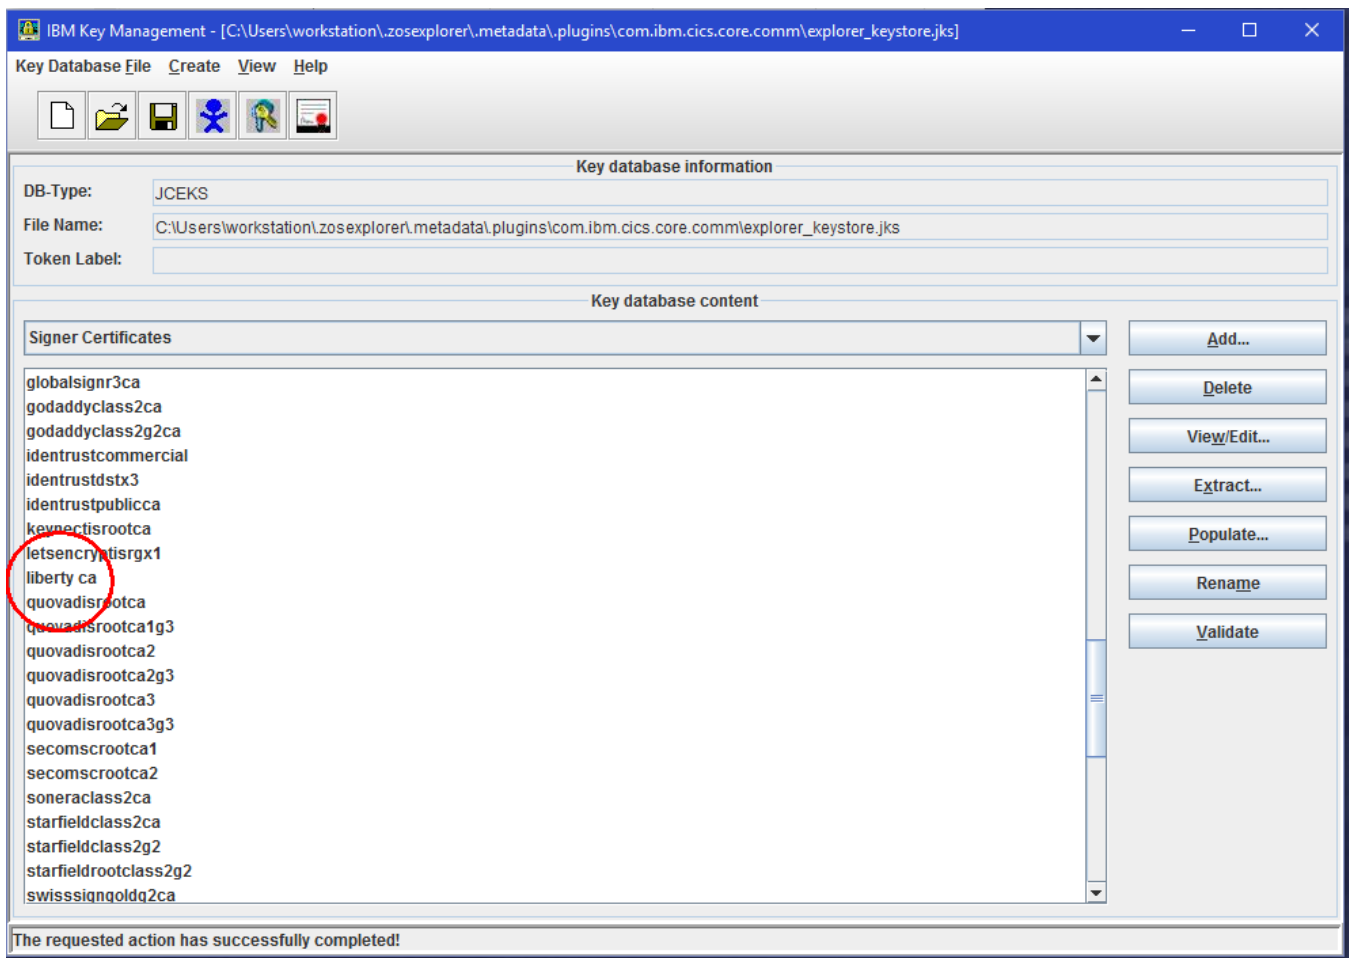 IBM Key Management - [C:\Users\workstation\.zosexplorer\.metadata\.plugins\com.ibm.cics.core.comm\explorer_keystore.jks]
Key Database File Create View Help
Key database information
DB-Type: JCEKS
File Name: C:\Users\workstation\.zosexplorer\.metadata\.plugins\com.ibm.cics.core.comm\explorer_keystore.jks
Token Label:
Key database content
Signer Certificates
globalsignr3ca
godaddyclass2ca
godaddyclass2g2ca
identrustcommercial
identrustdstx3
identrustpublicca
keynectisrootca
letsencryptisrgx1
liberty ca
quovadisrootca
quovadisrootca1g3
quovadisrootca2
quovadisrootca2g3
quovadisrootca3
quovadisrootca3g3
secomscrootca1
secomscrootca2
soneraclass2ca
starfieldclass2ca
starfieldclass2g2
starfieldrootclass2g2
swisssigngoldg2ca
Add...
Delete
View/Edit...
Extract...
Populate...
Rename
Validate
The requested action has successfully completed!